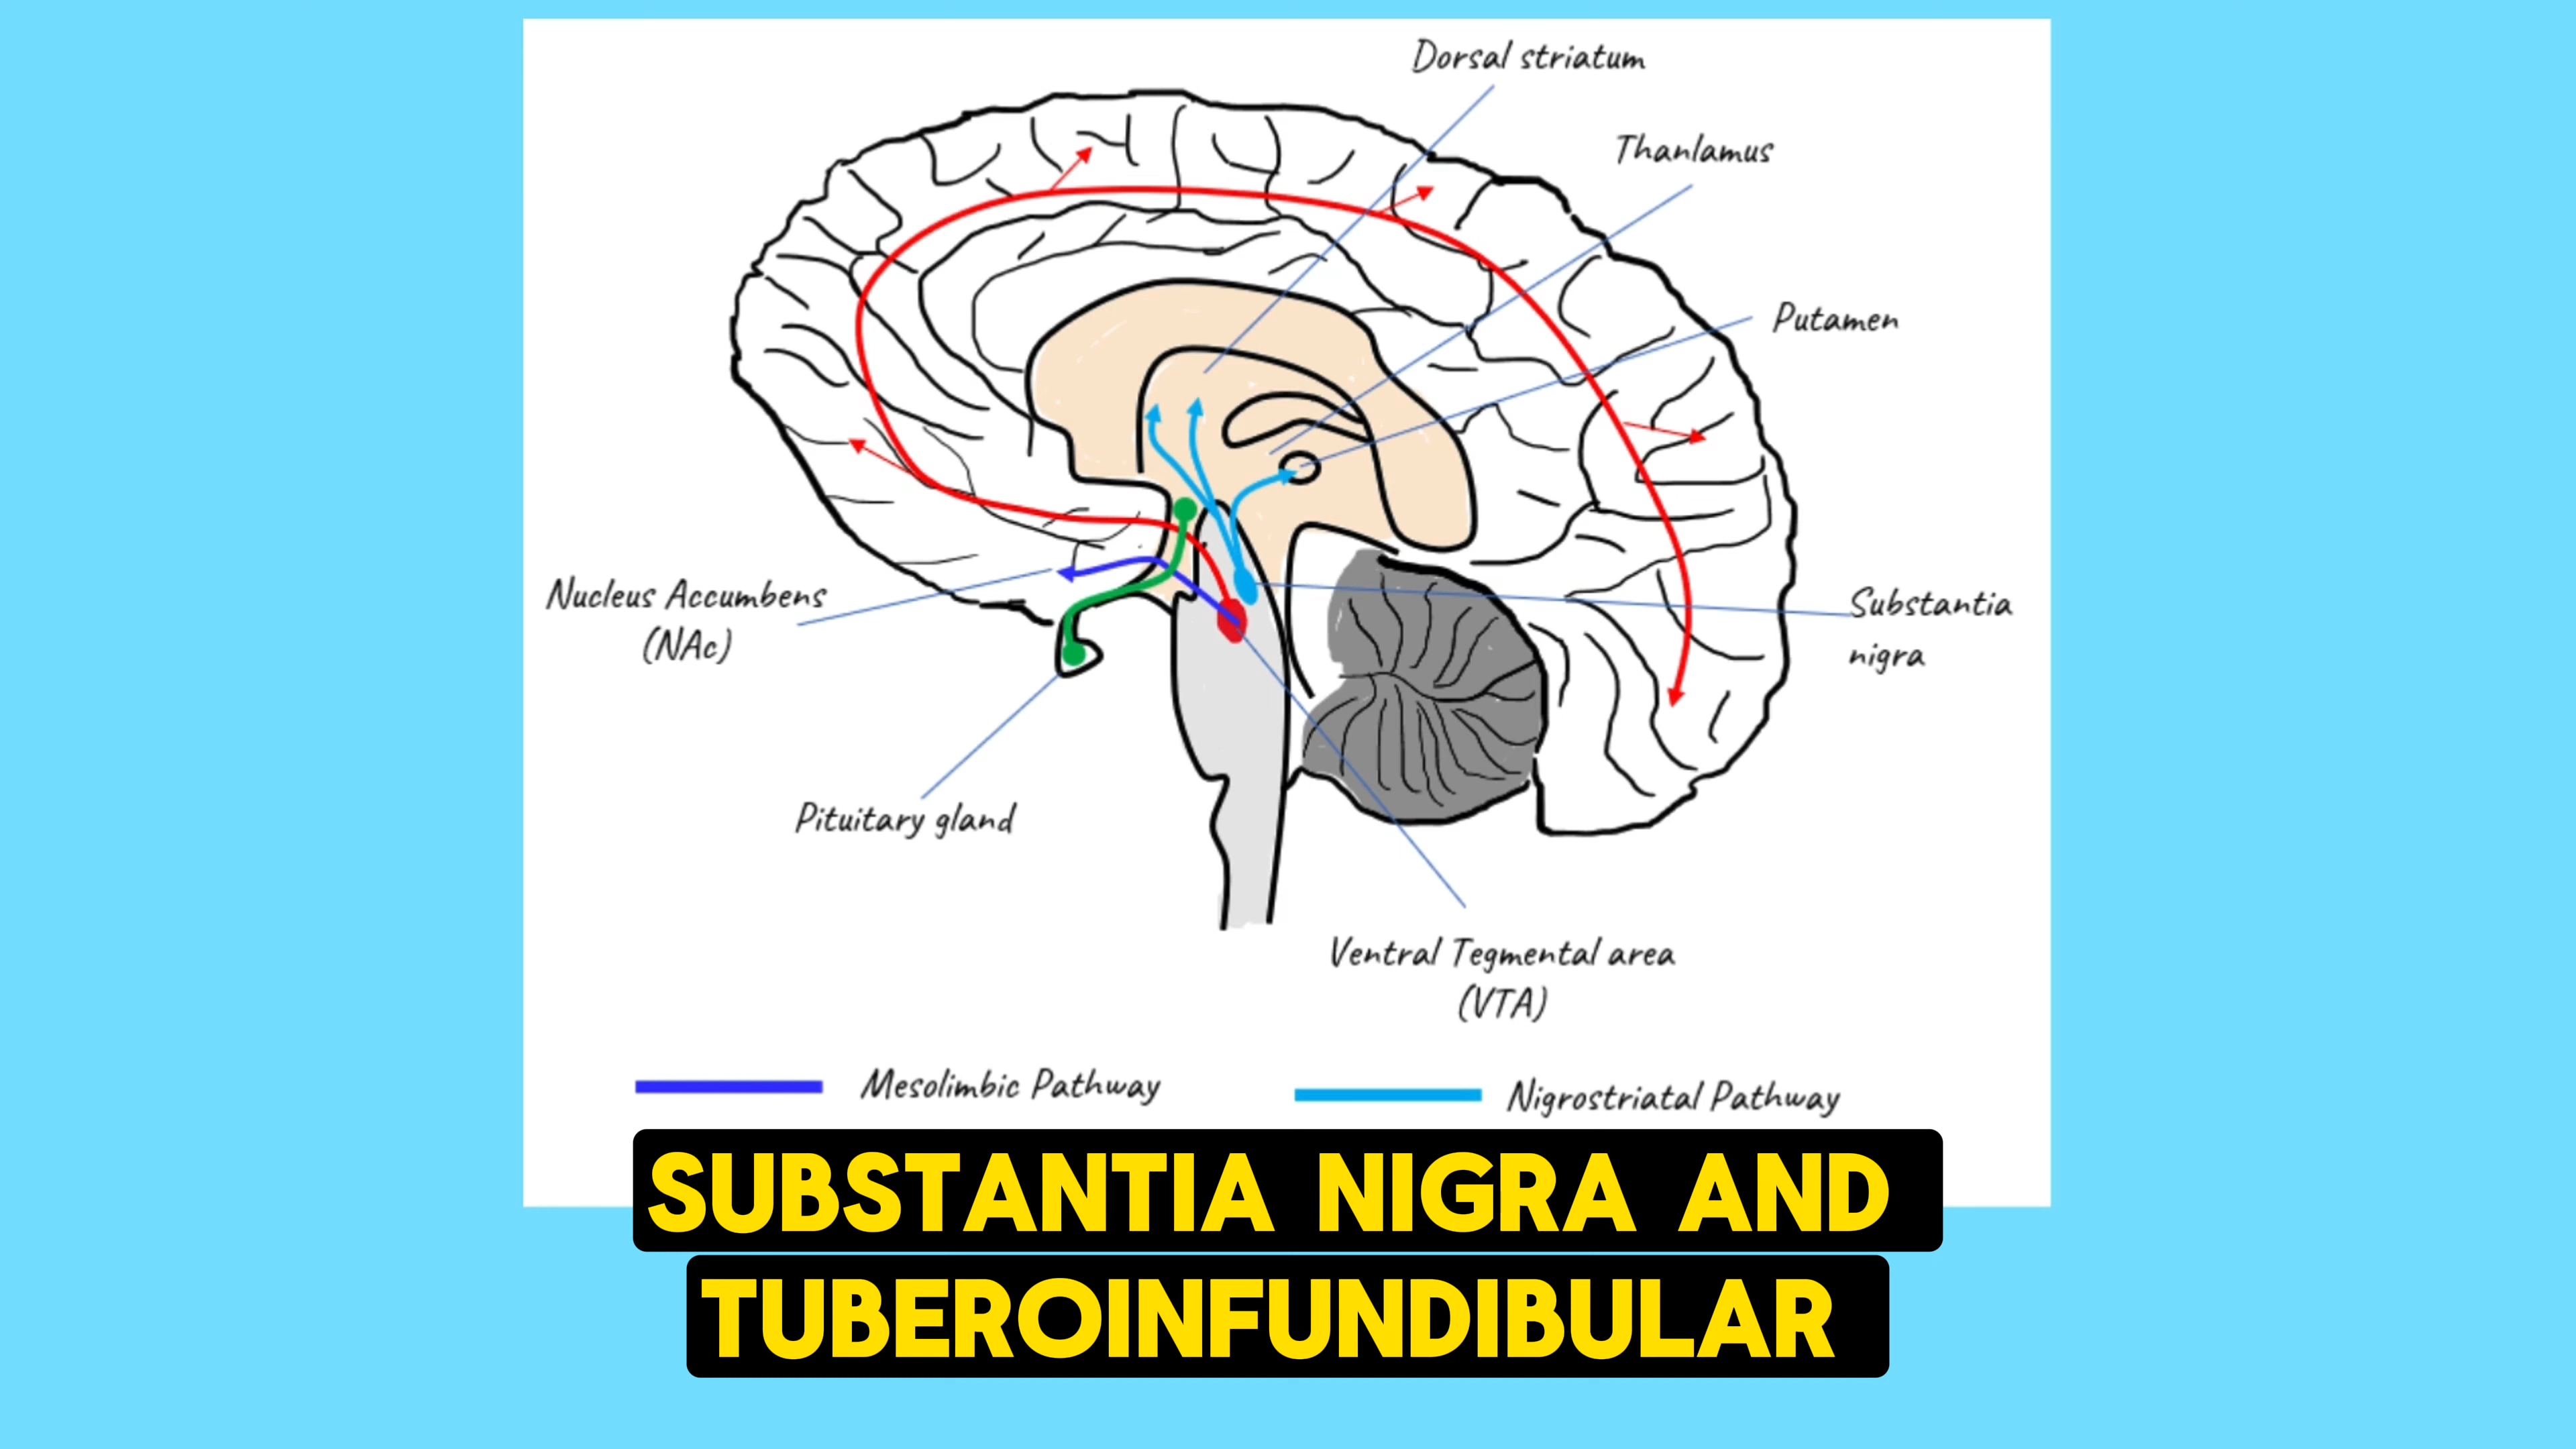 Dorsal striatum
Thanlamus
Putamen
Nucleus Accumbens
(NAc)
Substantia
nigra
Pituitary gland
Ventral Tegmental area
(VTA)
Mesolimbic Pathway
Nigrostriatal Pathway
SUBSTANTIA NIGRA AND
TUBEROINFUNDIBULAR